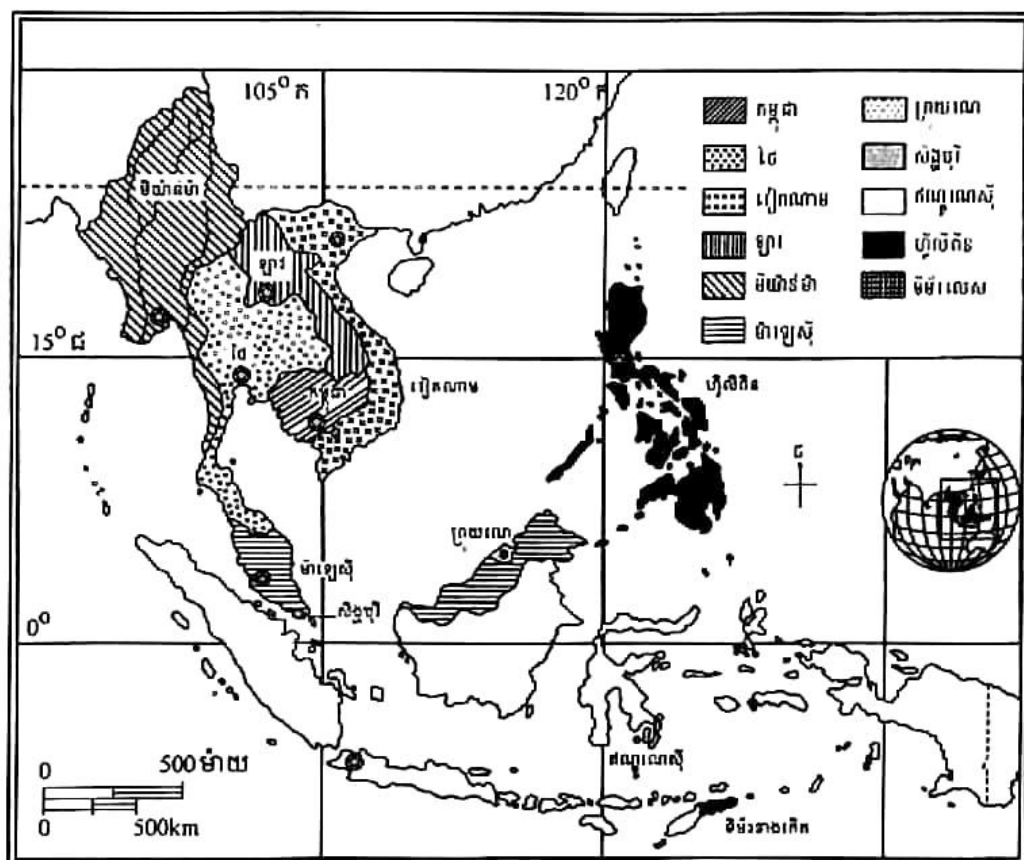 105° ក
120° ក
កម្ពុជា
ថៃ
វៀតណាម
ឡាវ
មីយ៉ាន់ម៉ា
ម៉ាឡេស៊ី
ព្រុយណេ
សិង្ហបុរី
ឥណ្ឌូណេស៊ី
ហ្វីលីពីន
ទីម័រលេស
មីយ៉ាន់ម៉ា
ឡាវ
15° ជ
ថៃ
កម្ពុជា
វៀតណាម
ហ្វីលីពីន
ជ
ព្រុយណេ
ម៉ាឡេស៊ី
សិង្ហបុរី
0°
0 500 ម៉ាយ
0 500km
ឥណ្ឌូណេស៊ី
ទីម័រខាងកើត